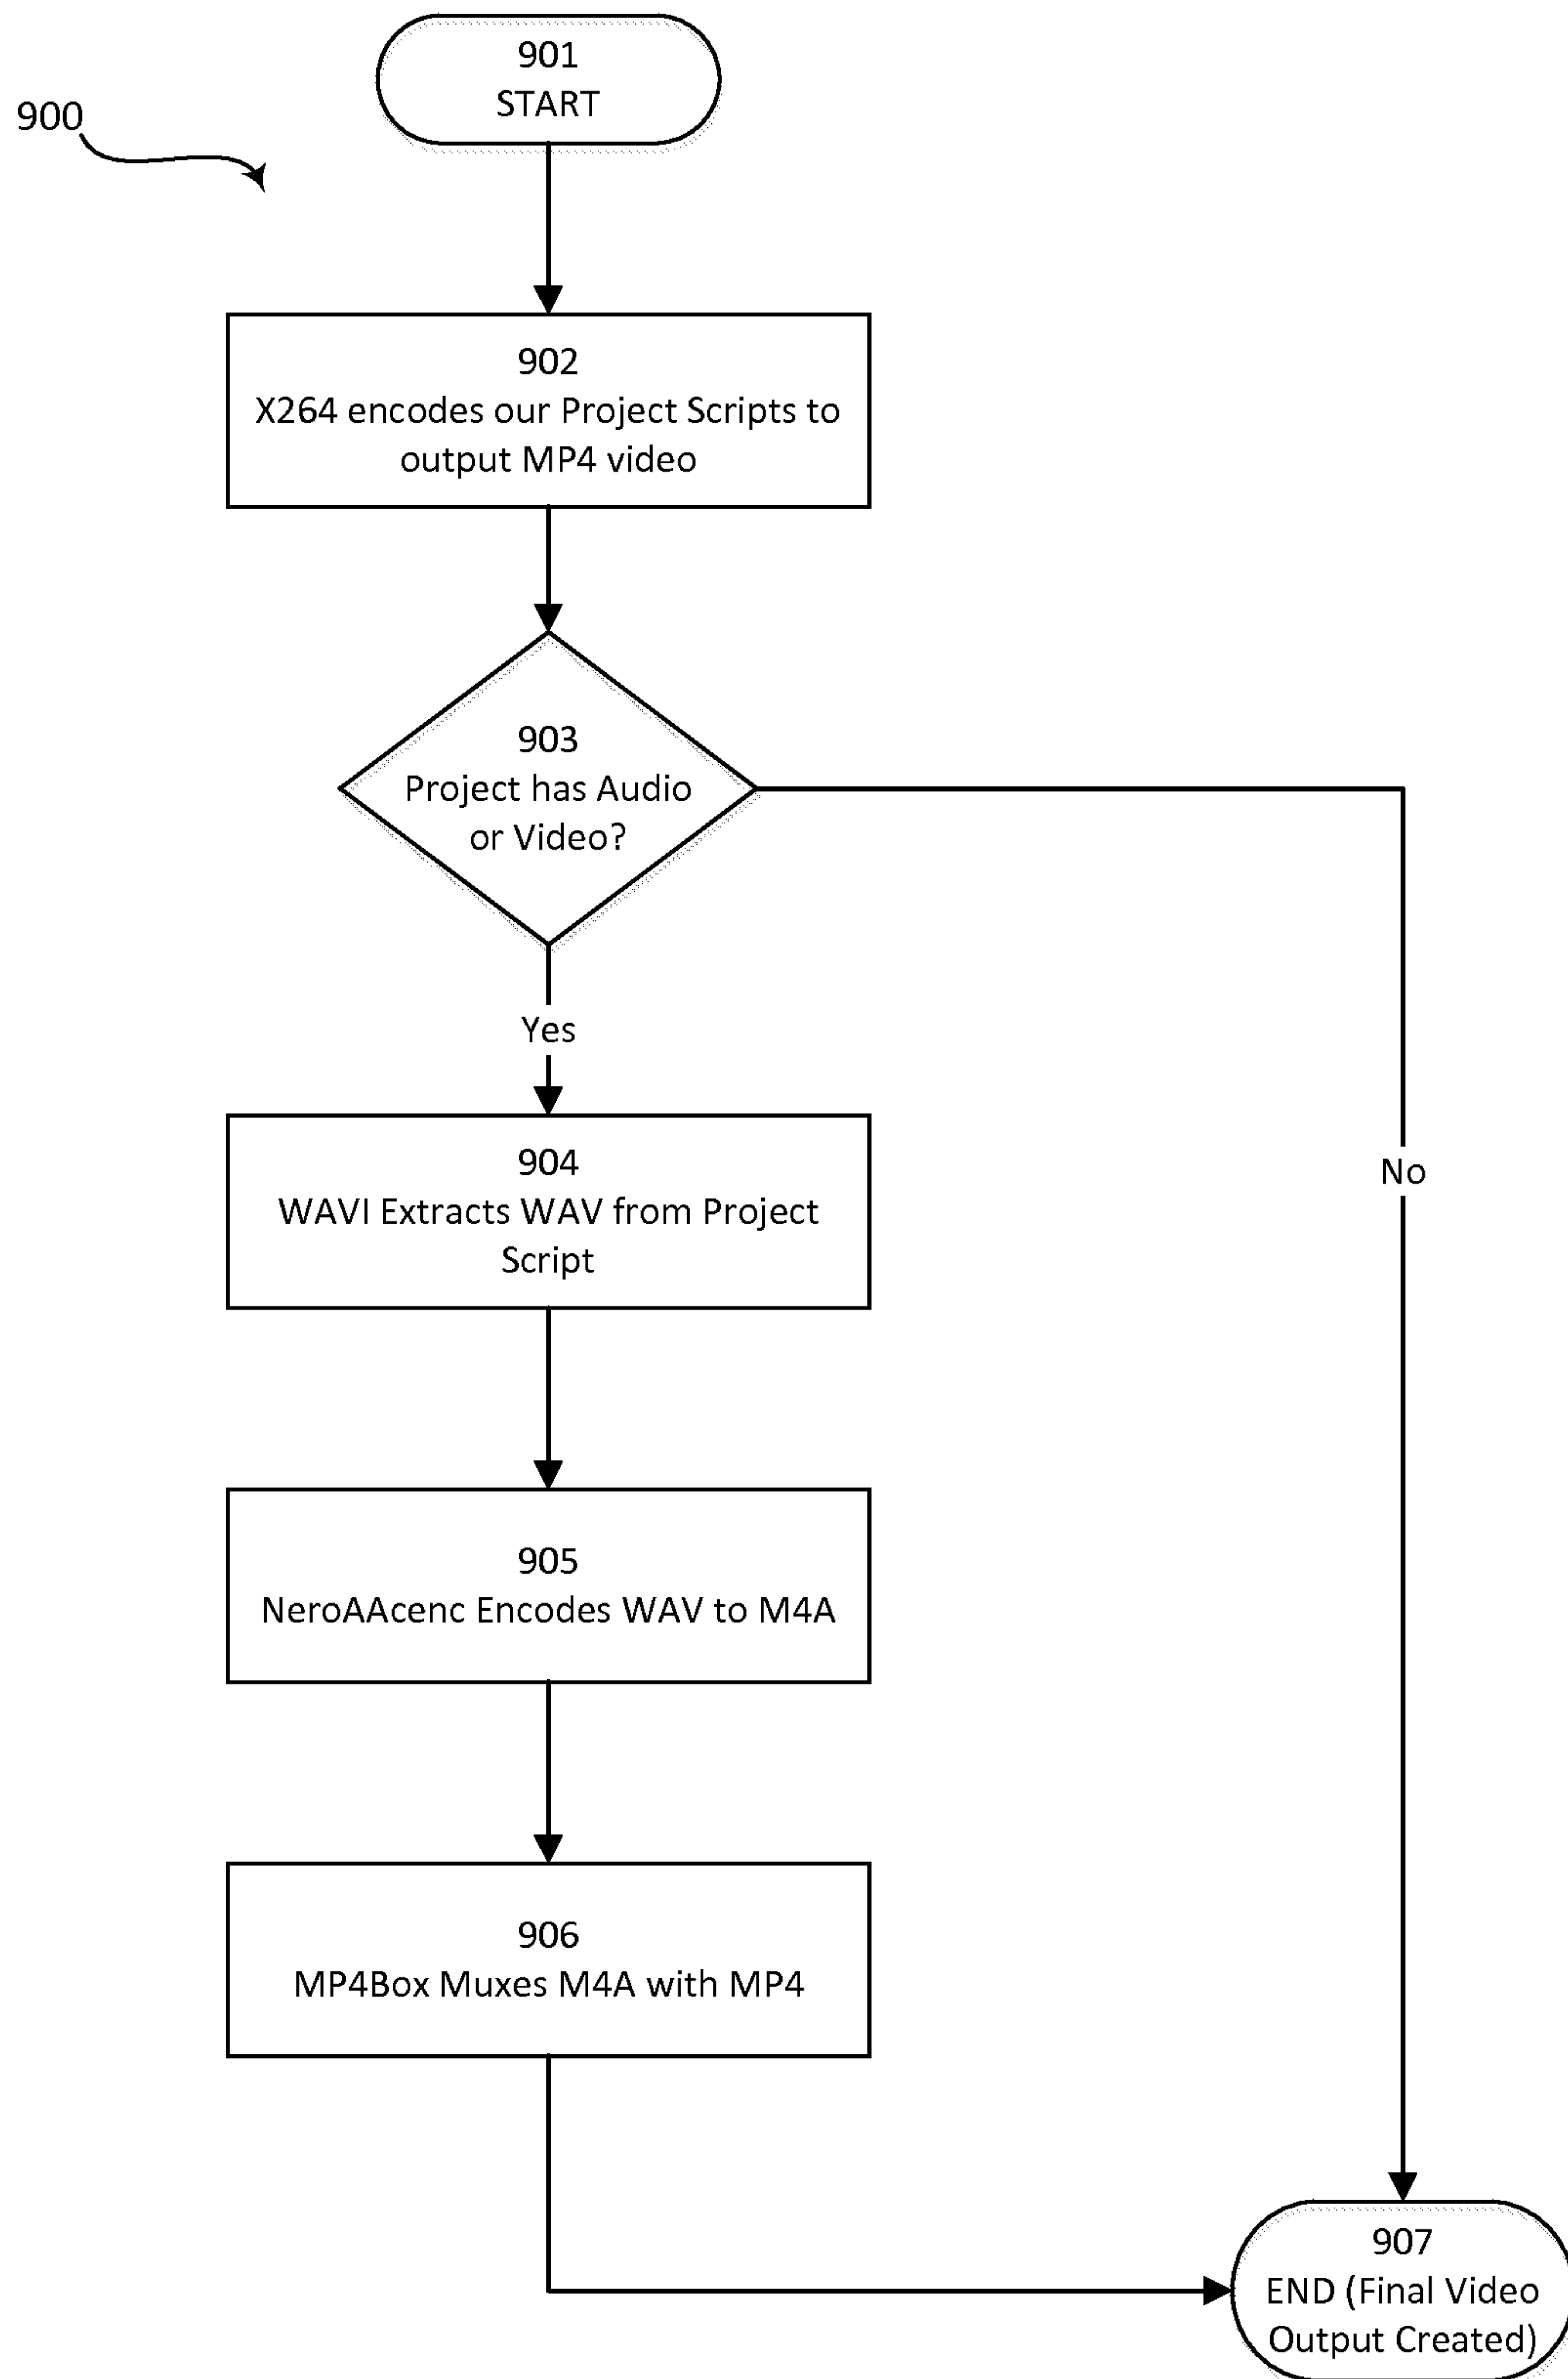 901
START
900
902
X264 encodes our Project Scripts to
output MP4 video
903
Project has Audio
or Video?
Yes
904
WAVI Extracts WAV from Project
Script
No
905
NeroAAcenc Encodes WAV to M4A
906
MP4Box Muxes M4A with MP4
907
END (Final Video
Output Created)